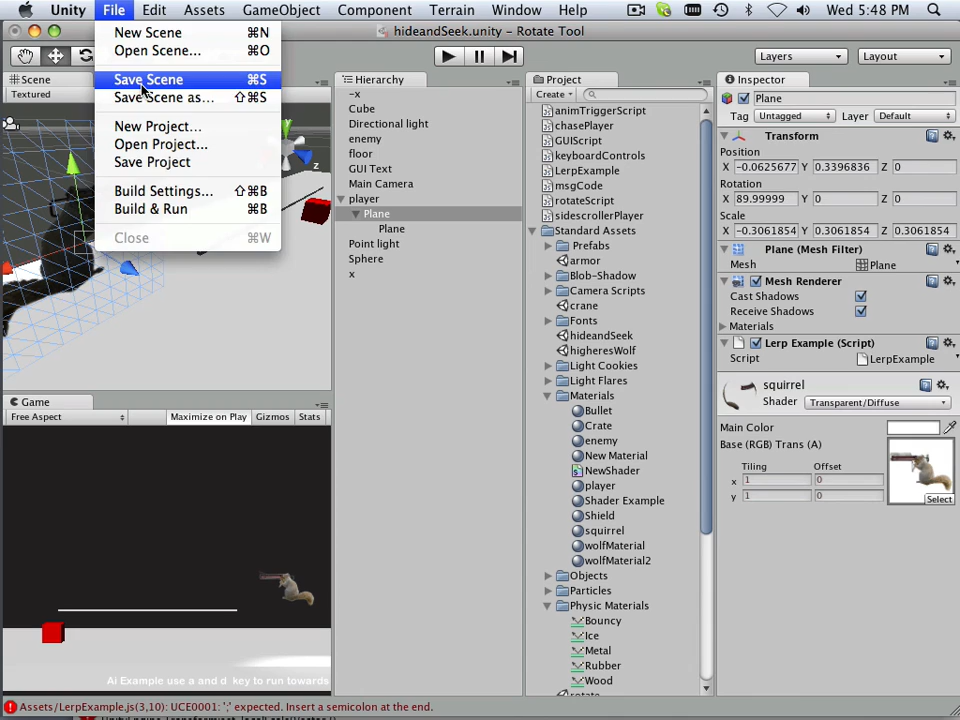 Unity File Edit Assets GameObject Component Terrain Window Help Wed 5:48 PM
hideandSeek.unity - Rotate Tool
Layers Layout
New Scene ⌘N
Open Scene... ⌘O
Save Scene ⌘S
Save Scene as... ⇧⌘S
New Project...
Open Project...
Save Project
Build Settings... ⇧⌘B
Build & Run ⌘B
Close ⌘W
Scene
Textured
z
Game
Free Aspect Maximize on Play Gizmos Stats
Ai Example use a and d key to run towards
Hierarchy
-x
Cube
Directional light
enemy
floor
GUI Text
Main Camera
player
Plane
Plane
Point light
Sphere
x
Project
Create
animTriggerScript
chasePlayer
GUIScript
keyboardControls
LerpExample
msgCode
rotateScript
sidescrollerPlayer
Standard Assets
Prefabs
armor
Blob-Shadow
Camera Scripts
crane
Fonts
hideandSeek
higheresWolf
Light Cookies
Light Flares
Materials
Bullet
Crate
enemy
New Material
NewShader
player
Shader Example
Shield
squirrel
wolfMaterial
wolfMaterial2
Objects
Particles
Physic Materials
Bouncy
Ice
Metal
Rubber
Wood
Inspector
Plane
Tag Untagged Layer Default
Transform
Position
X -0.0625677 Y 0.3396836 Z 0
Rotation
X 89.99999 Y 0 Z 0
Scale
X -0.3061854 Y 0.3061854 Z 0.3061854
Plane (Mesh Filter)
Mesh Plane
Mesh Renderer
Cast Shadows
Receive Shadows
Materials
Lerp Example (Script)
Script LerpExample
squirrel
Shader Transparent/Diffuse
Main Color
Base (RGB) Trans (A)
Tiling Offset
x 1 0
y 1 0
Select
Assets/LerpExample.js(3,10): UCE0001: ';' expected. Insert a semicolon at the end.